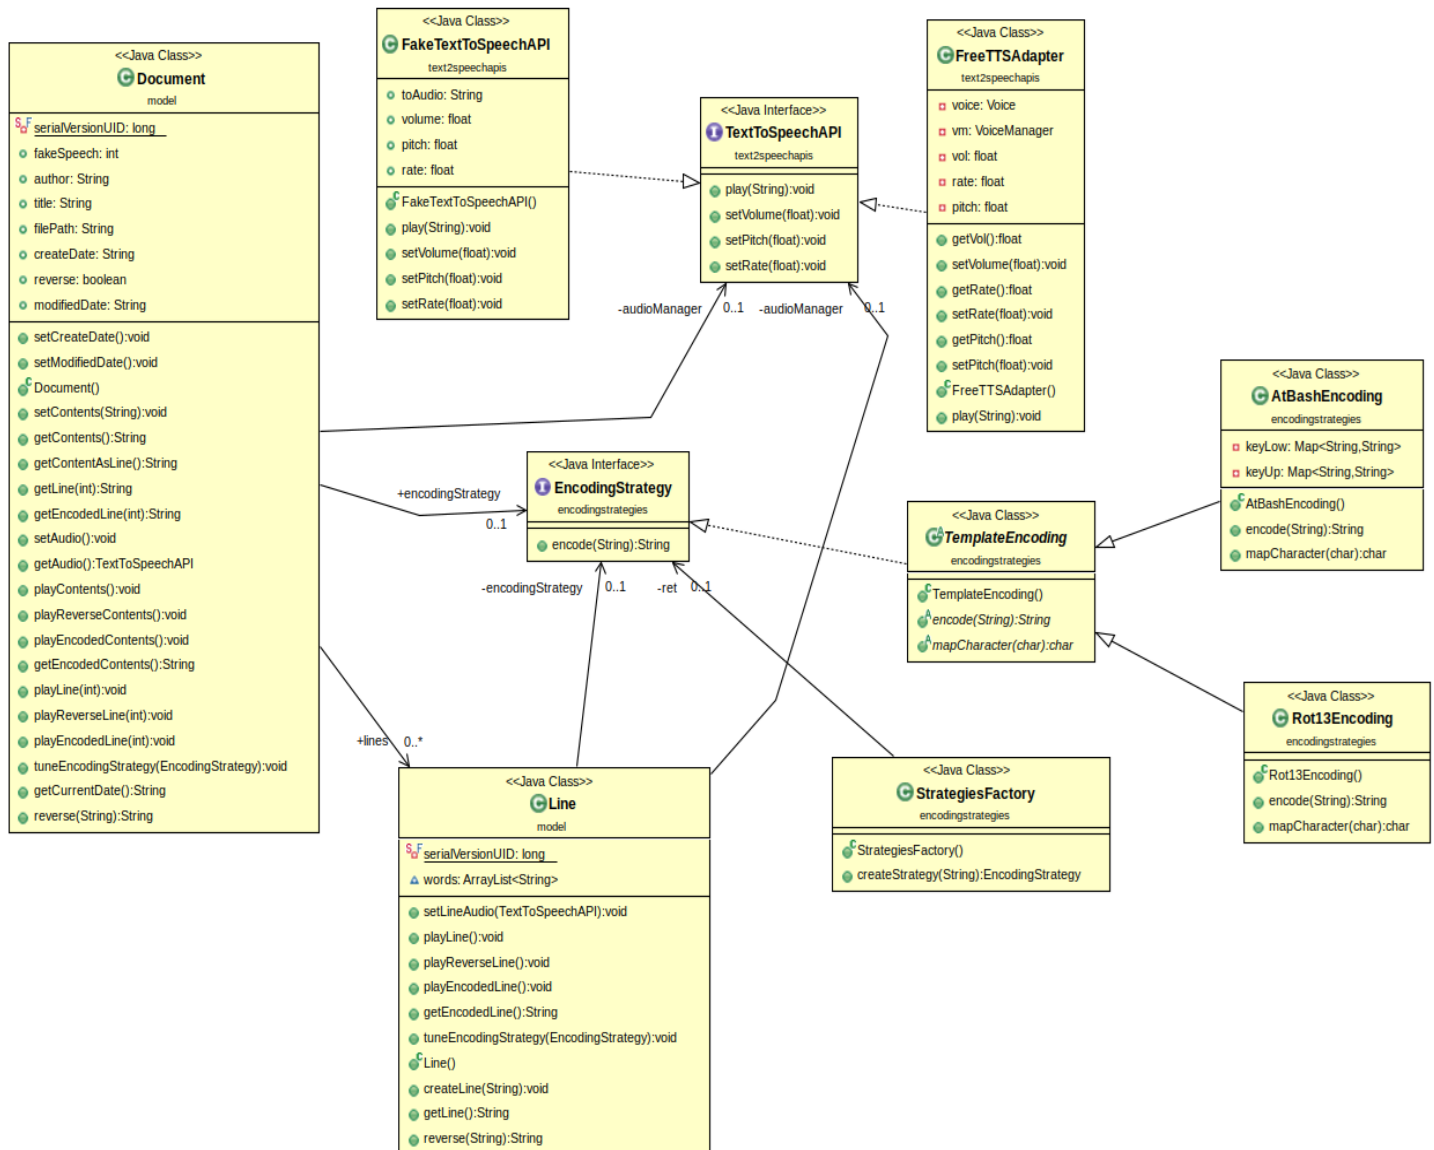 <<Java Class>>
Document
model
serialVersionUID: long
fakeSpeech: int
author: String
title: String
filePath: String
createDate: String
reverse: boolean
modifiedDate: String
setCreateDate():void
setModifiedDate():void
Document()
setContents(String):void
getContents():String
getContentAsLine():String
getLine(int):String
getEncodedLine(int):String
setAudio():void
getAudio():TextToSpeechAPI
playContents():void
playReverseContents():void
playEncodedContents():void
getEncodedContents():String
playLine(int):void
playReverseLine(int):void
playEncodedLine(int):void
tuneEncodingStrategy(EncodingStrategy):void
getCurrentDate():String
reverse(String):String
<<Java Class>>
FakeTextToSpeechAPI
text2speechapis
toAudio: String
volume: float
pitch: float
rate: float
FakeTextToSpeechAPI()
play(String):void
setVolume(float):void
setPitch(float):void
setRate(float):void
<<Java Interface>>
TextToSpeechAPI
text2speechapis
play(String):void
setVolume(float):void
setPitch(float):void
setRate(float):void
<<Java Class>>
FreeTTSAdapter
text2speechapis
voice: Voice
vm: VoiceManager
vol: float
rate: float
pitch: float
getVol():float
setVolume(float):void
getRate():float
setRate(float):void
getPitch():float
setPitch(float):void
FreeTTSAdapter()
play(String):void
-audioManager 0..1
-audioManager 0..1
+encodingStrategy
0..1
<<Java Interface>>
EncodingStrategy
encodingstrategies
encode(String):String
-encodingStrategy 0..1
-ret 0..1
<<Java Class>>
TemplateEncoding
encodingstrategies
TemplateEncoding()
encode(String):String
mapCharacter(char):char
<<Java Class>>
AtBashEncoding
encodingstrategies
keyLow: Map<String,String>
keyUp: Map<String,String>
AtBashEncoding()
encode(String):String
mapCharacter(char):char
<<Java Class>>
Rot13Encoding
encodingstrategies
Rot13Encoding()
encode(String):String
mapCharacter(char):char
+lines 0..*
<<Java Class>>
Line
model
serialVersionUID: long
words: ArrayList<String>
setLineAudio(TextToSpeechAPI):void
playLine():void
playReverseLine():void
playEncodedLine():void
getEncodedLine():String
tuneEncodingStrategy(EncodingStrategy):void
Line()
createLine(String):void
getLine():String
reverse(String):String
<<Java Class>>
StrategiesFactory
encodingstrategies
StrategiesFactory()
createStrategy(String):EncodingStrategy